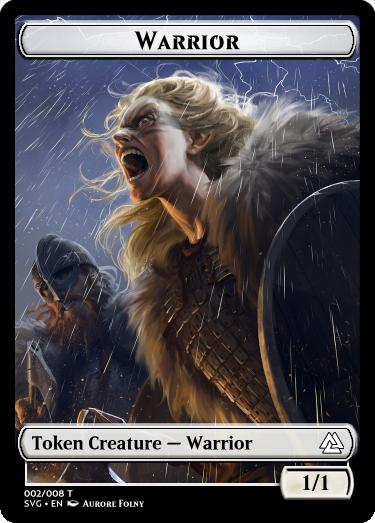 Warrior
Token Creature — Warrior
1/1
002/008 T
SVG • EN Aurore Folny